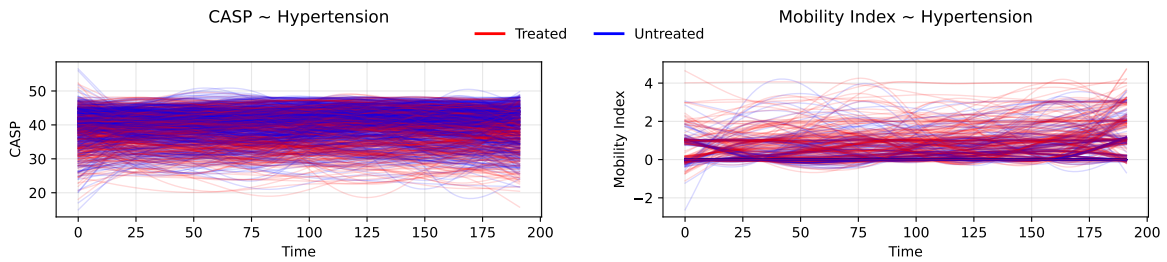 CASP ~ Hypertension
Mobility Index ~ Hypertension
Treated
Untreated
CASP
50
40
30
20
0 25 50 75 100 125 150 175 200
Time
Mobility Index
4
2
0
−2
0 25 50 75 100 125 150 175 200
Time